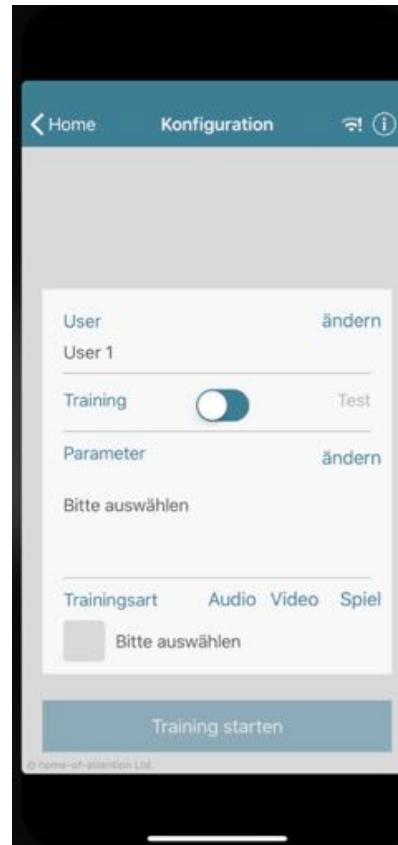 Home Konfiguration
User ändern
User 1
Training Test
Parameter ändern
Bitte auswählen
Trainingsart Audio Video Spiel
Bitte auswählen
Training starten
© home-of-attention Ltd.